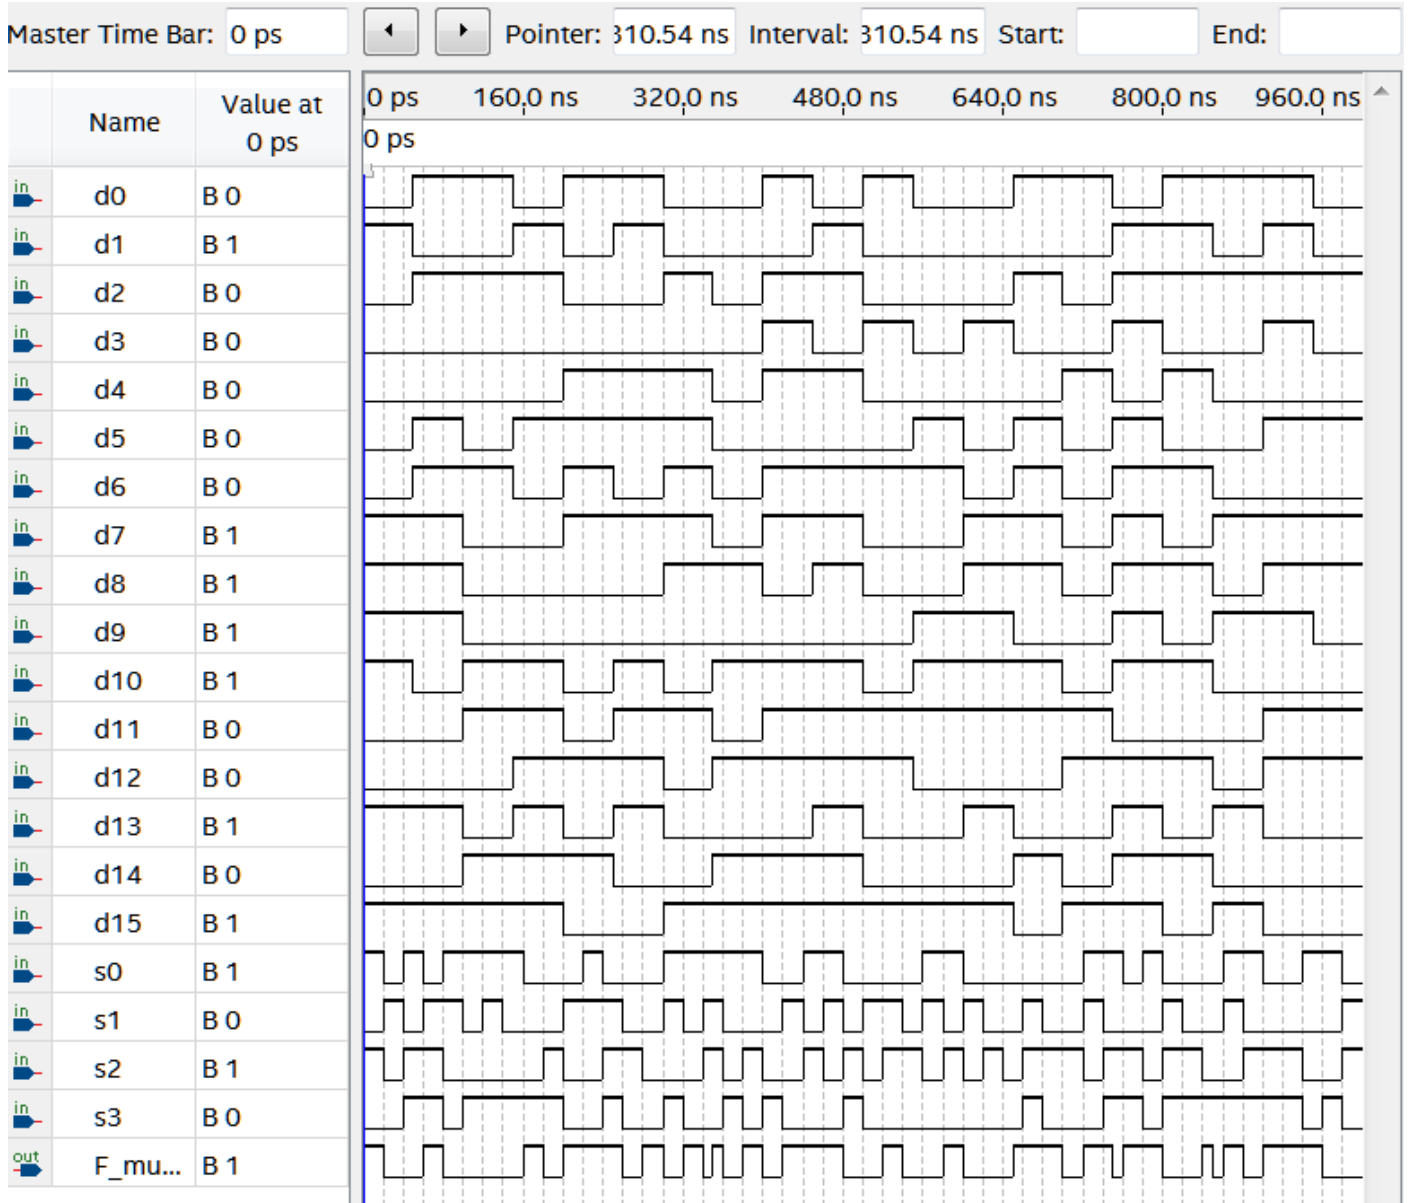 Master Time Bar: 0 ps Pointer: 310.54 ns Interval: 310.54 ns Start: End:
Name Value at 0 ps
0 ps 160.0 ns 320.0 ns 480.0 ns 640.0 ns 800.0 ns 960.0 ns
0 ps
in d0 B 0
in d1 B 1
in d2 B 0
in d3 B 0
in d4 B 0
in d5 B 0
in d6 B 0
in d7 B 1
in d8 B 1
in d9 B 1
in d10 B 1
in d11 B 0
in d12 B 0
in d13 B 1
in d14 B 0
in d15 B 1
in s0 B 1
in s1 B 0
in s2 B 1
in s3 B 0
out F_mu... B 1